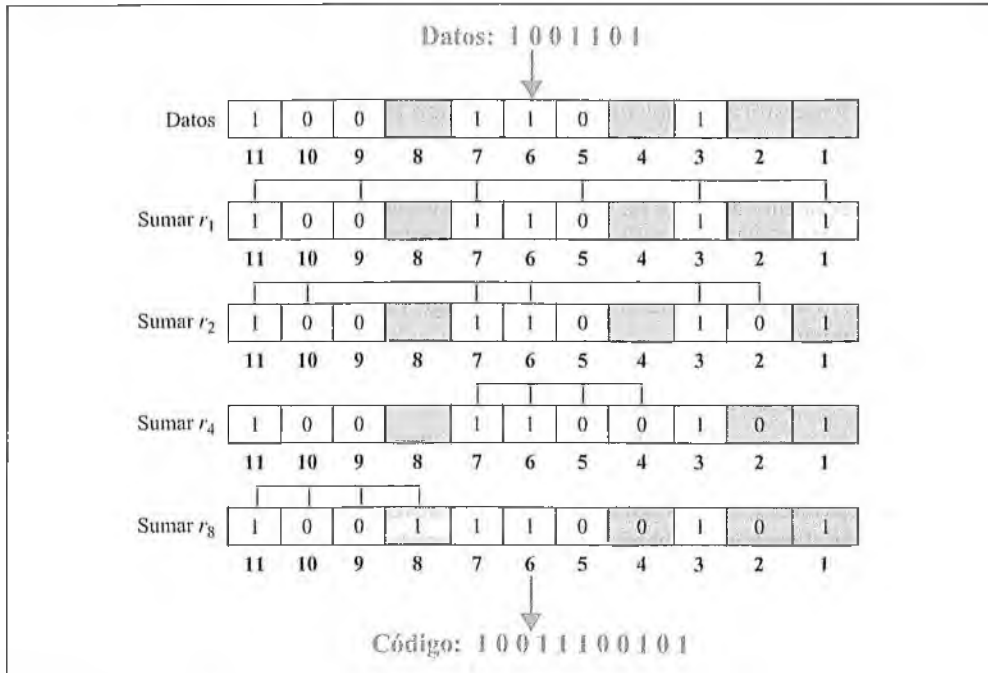 Datos: 1 0 0 1 1 0 1
Datos 1 0 0 1 1 0 1
11 10 9 8 7 6 5 4 3 2 1
Sumar r1 1 0 0 1 1 0 1 1
11 10 9 8 7 6 5 4 3 2 1
Sumar r2 1 0 0 1 1 0 1 0 1
11 10 9 8 7 6 5 4 3 2 1
Sumar r4 1 0 0 1 1 0 0 1 0 1
11 10 9 8 7 6 5 4 3 2 1
Sumar r8 1 0 0 1 1 1 0 0 1 0 1
11 10 9 8 7 6 5 4 3 2 1
Código: 1 0 0 1 1 1 0 0 1 0 1